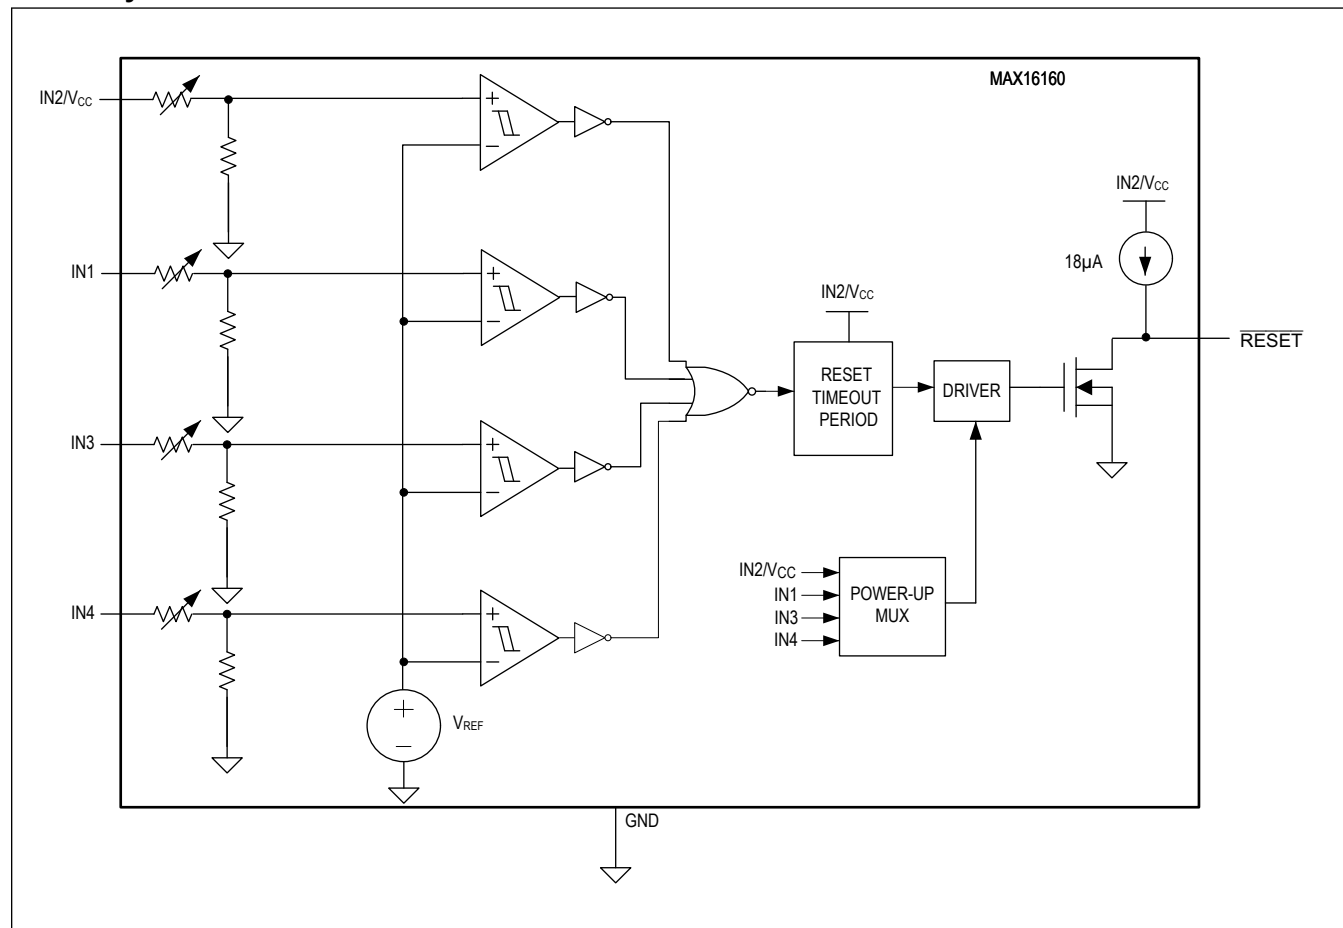 MAX16160
IN2/VCC
+
−
IN2/VCC
18µA
IN1
+
−
IN2/VCC
RESET
TIMEOUT
PERIOD
DRIVER
RESET
IN3
+
−
IN2/VCC
IN1
IN3
IN4
POWER-UP
MUX
IN4
+
−
+
−
VREF
GND